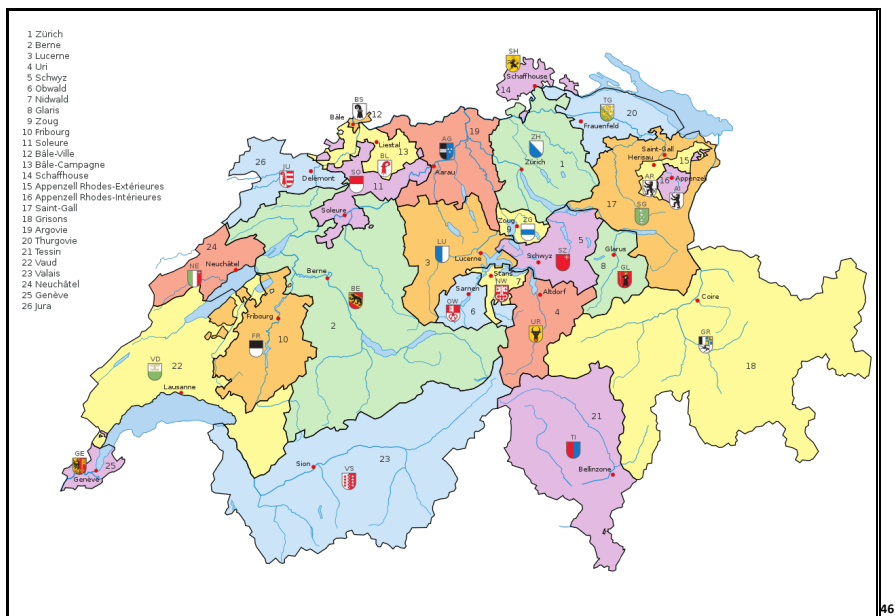 1 Zürich
2 Berne
3 Lucerne
4 Uri
5 Schwyz
6 Obwald
7 Nidwald
8 Glaris
9 Zoug
10 Fribourg
11 Soleure
12 Bâle-Ville
13 Bâle-Campagne
14 Schaffhouse
15 Appenzell Rhodes-Extérieures
16 Appenzell Rhodes-Intérieures
17 Saint-Gall
18 Grisons
19 Argovie
20 Thurgovie
21 Tessin
22 Vaud
23 Valais
24 Neuchâtel
25 Genève
26 Jura
SH
Schaffhouse
14
BS
Bâle
12
TG
20
Frauenfeld
Liestal
BL
13
AG
19
Aarau
ZH
Zürich
1
Saint-Gall
Herisau
15
AR
16
Appenzell
AI
26
JU
Delémont
SO
11
Soleure
17
SG
Zoug
9
ZG
24
Neuchâtel
NE
LU
Lucerne
3
5
Schwyz
SZ
Glarus
8
GL
Berne
BE
2
Stans
NW
7
Sarnen
OW
6
Altdorf
4
UR
Coire
GR
18
Fribourg
FR
10
VD
22
Lausanne
GE
25
Genève
Sion
23
VS
21
TI
Bellinzone
46